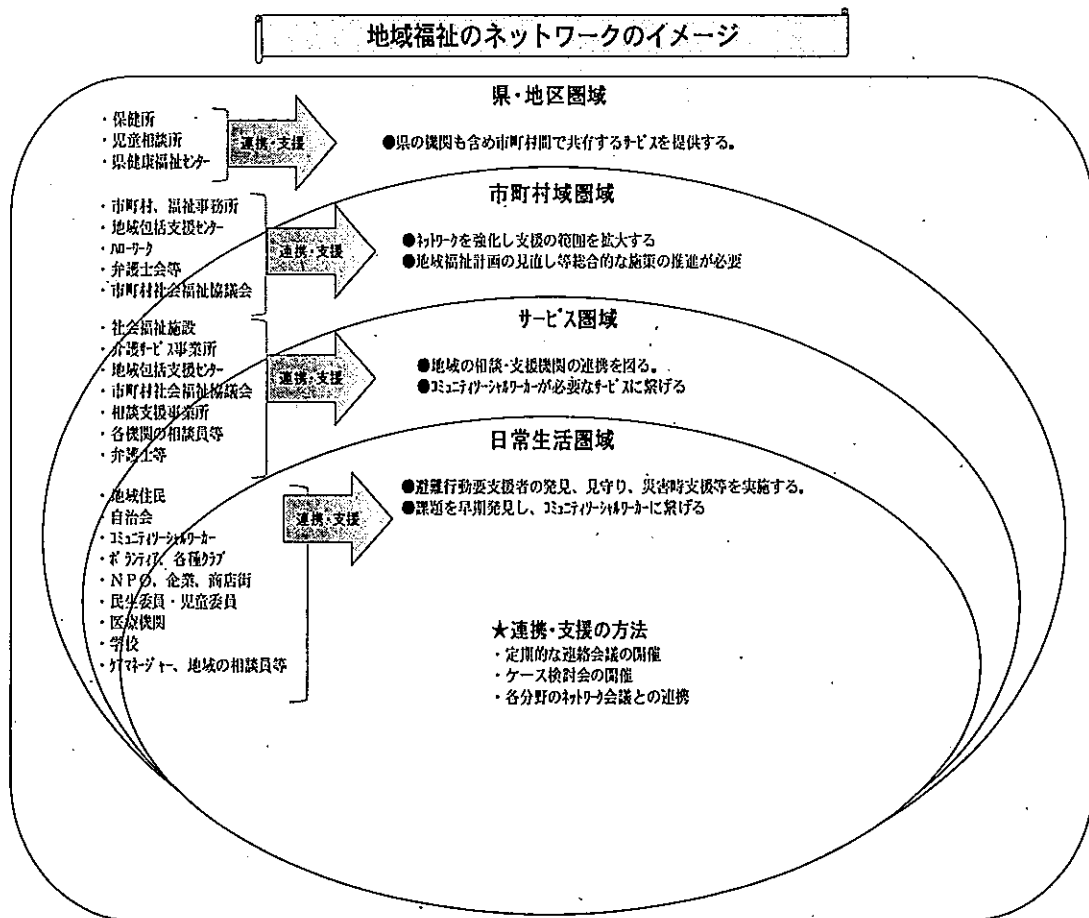 地域福祉のネットワークのイメージ
県・地区圏域
・保健所
・児童相談所
・県健康福祉ｾﾝﾀｰ
連携・支援
●県の機関も含め市町村間で共有するｻｰﾋﾞｽを提供する。
市町村域圏域
・市町村、福祉事務所
・地域包括支援ｾﾝﾀｰ
・ﾊﾛｰﾜｰｸ
・弁護士会等
・市町村社会福祉協議会
連携・支援
●ﾈｯﾄﾜｰｸを強化し支援の範囲を拡大する
●地域福祉計画の見直し等総合的な施策の推進が必要
サービス圏域
・社会福祉施設
・介護ｻｰﾋﾞｽ事業所
・地域包括支援ｾﾝﾀｰ
・市町村社会福祉協議会
・相談支援事業所
・各機関の相談員等
・弁護士等
連携・支援
●地域の相談・支援機関の連携を図る。
●ｺﾐｭﾆﾃｨｿｰｼｬﾙﾜｰｶｰが必要なｻｰﾋﾞｽに繋げる
日常生活圏域
・地域住民
・自治会
・ｺﾐｭﾆﾃｨｿｰｼｬﾙﾜｰｶｰ
・ﾎﾞﾗﾝﾃｨｱ、各種ｸﾗﾌﾞ
・ＮＰＯ、企業、商店街
・民生委員・児童委員
・医療機関
・学校
・ｹｱﾏﾈｰｼﾞｬｰ、地域の相談員等
連携・支援
●避難行動要支援者の発見、見守り、災害時支援等を実施する。
●課題を早期発見し、ｺﾐｭﾆﾃｨｿｰｼｬﾙﾜｰｶｰに繋げる
★連携・支援の方法
・定期的な連絡会議の開催
・ケース検討会の開催
・各分野のﾈｯﾄﾜｰｸ会議との連携